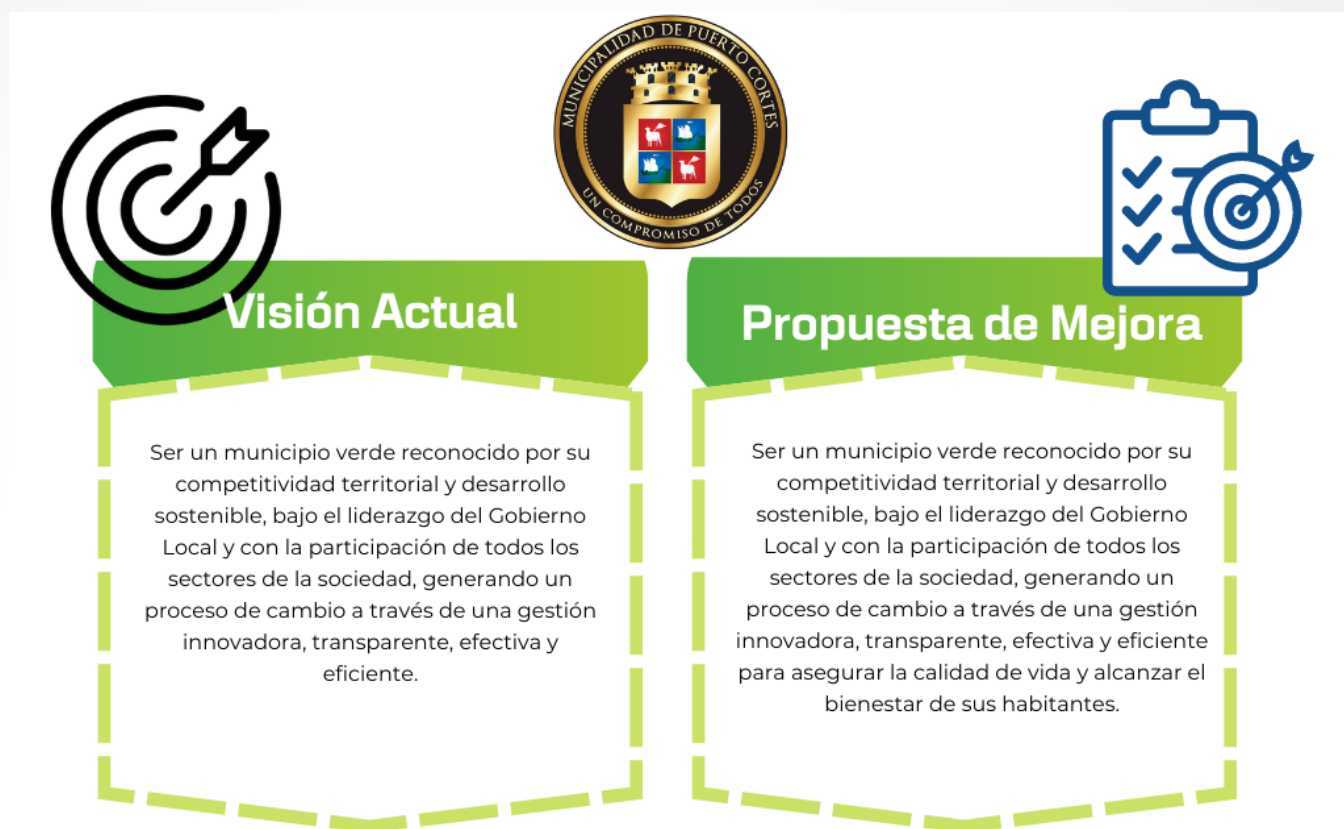 MUNICIPALIDAD DE PUERTO CORTES
UN COMPROMISO DE TODOS
Visión Actual
Ser un municipio verde reconocido por su
competitividad territorial y desarrollo
sostenible, bajo el liderazgo del Gobierno
Local y con la participación de todos los
sectores de la sociedad, generando un
proceso de cambio a través de una gestión
innovadora, transparente, efectiva y
eficiente.
Propuesta de Mejora
Ser un municipio verde reconocido por su
competitividad territorial y desarrollo
sostenible, bajo el liderazgo del Gobierno
Local y con la participación de todos los
sectores de la sociedad, generando un
proceso de cambio a través de una gestión
innovadora, transparente, efectiva y eficiente
para asegurar la calidad de vida y alcanzar el
bienestar de sus habitantes.